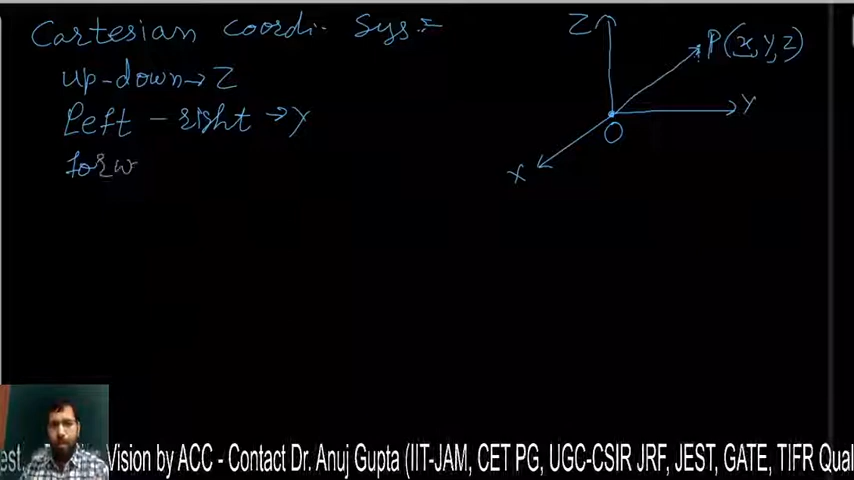 Cartesian coordi. Sys:=
up-down→Z
Left - right → Y
forw
Z
P(x,y,z)
Y
O
X
est. Vision by ACC - Contact Dr. Anuj Gupta (IIT-JAM, CET PG, UGC-CSIR JRF, JEST, GATE, TIFR Qual